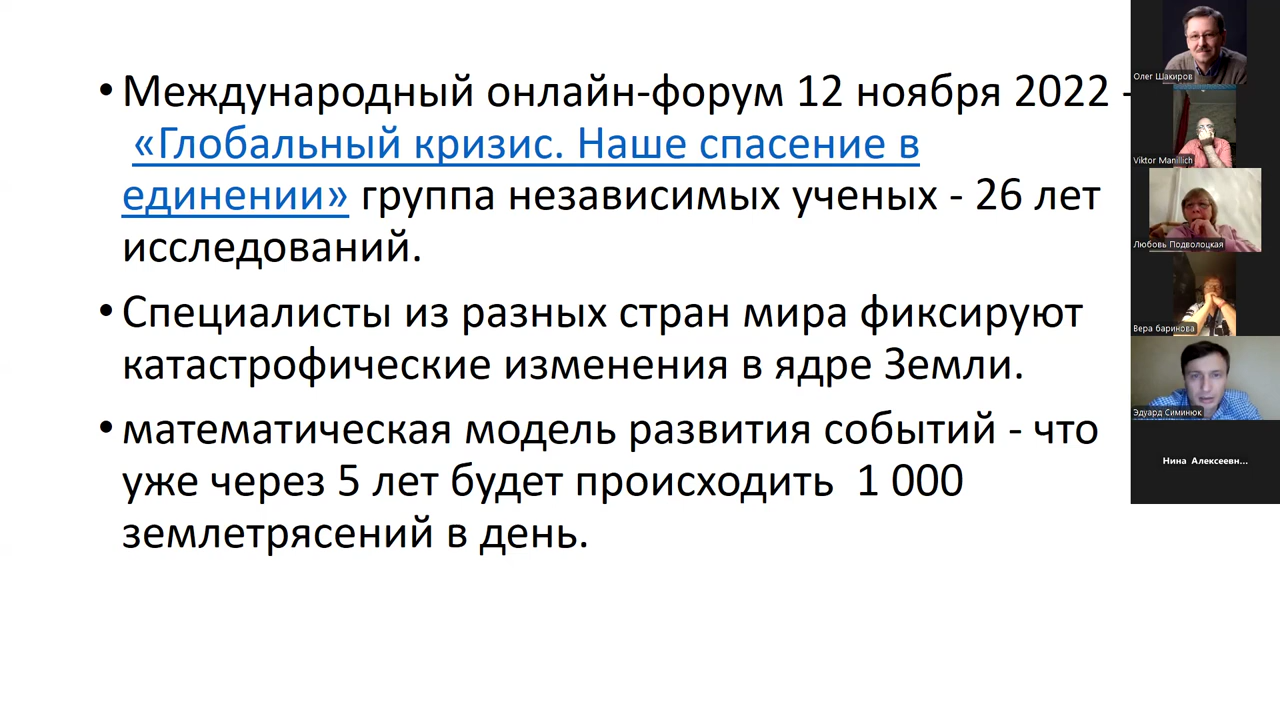 • Международный онлайн-форум 12 ноября 2022 -
«Глобальный кризис. Наше спасение в
единении» группа независимых ученых - 26 лет
исследований.
• Специалисты из разных стран мира фиксируют
катастрофические изменения в ядре Земли.
• математическая модель развития событий - что
уже через 5 лет будет происходить 1 000
землетрясений в день.
Олег Шакиров
Viktor Manillich
Любовь Подволоцкая
Вера баринова
Эдуард Симинюк
Нина Алексеевн...